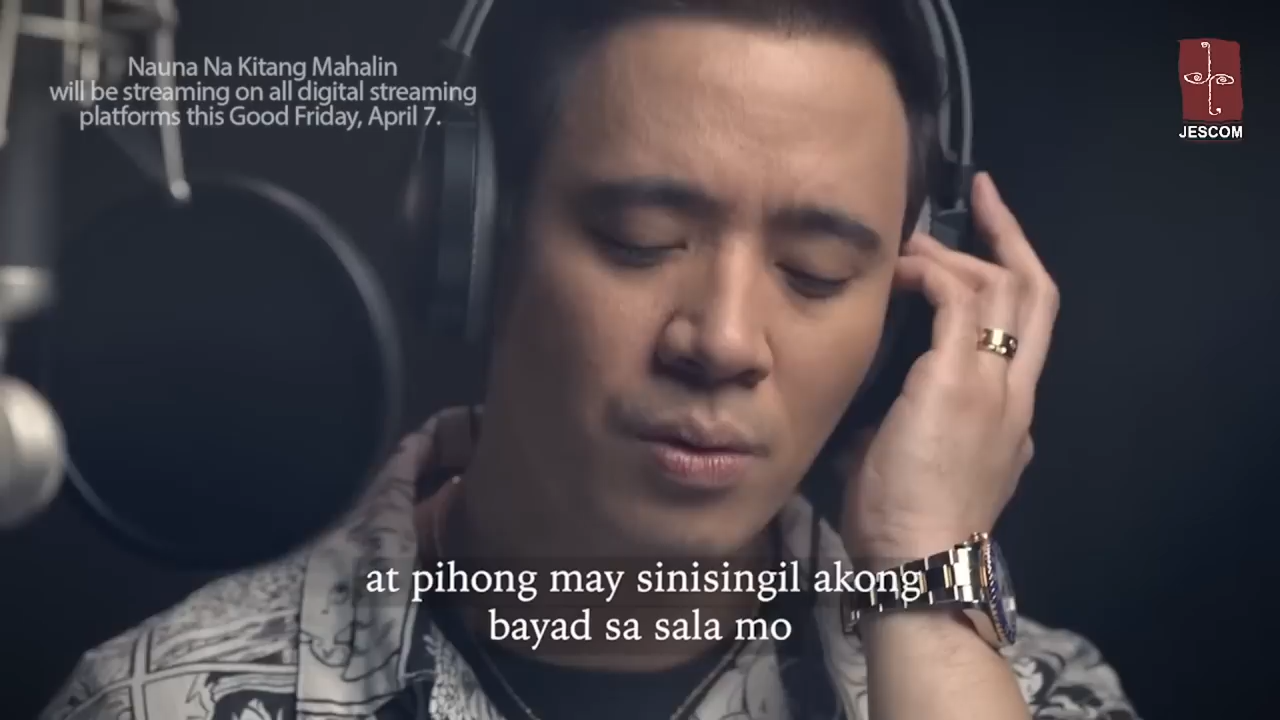 Nauna Na Kitang Mahalin
will be streaming on all digital streaming
platforms this Good Friday, April 7.
JESCOM
at pihong may sinisingil akong
bayad sa sala mo